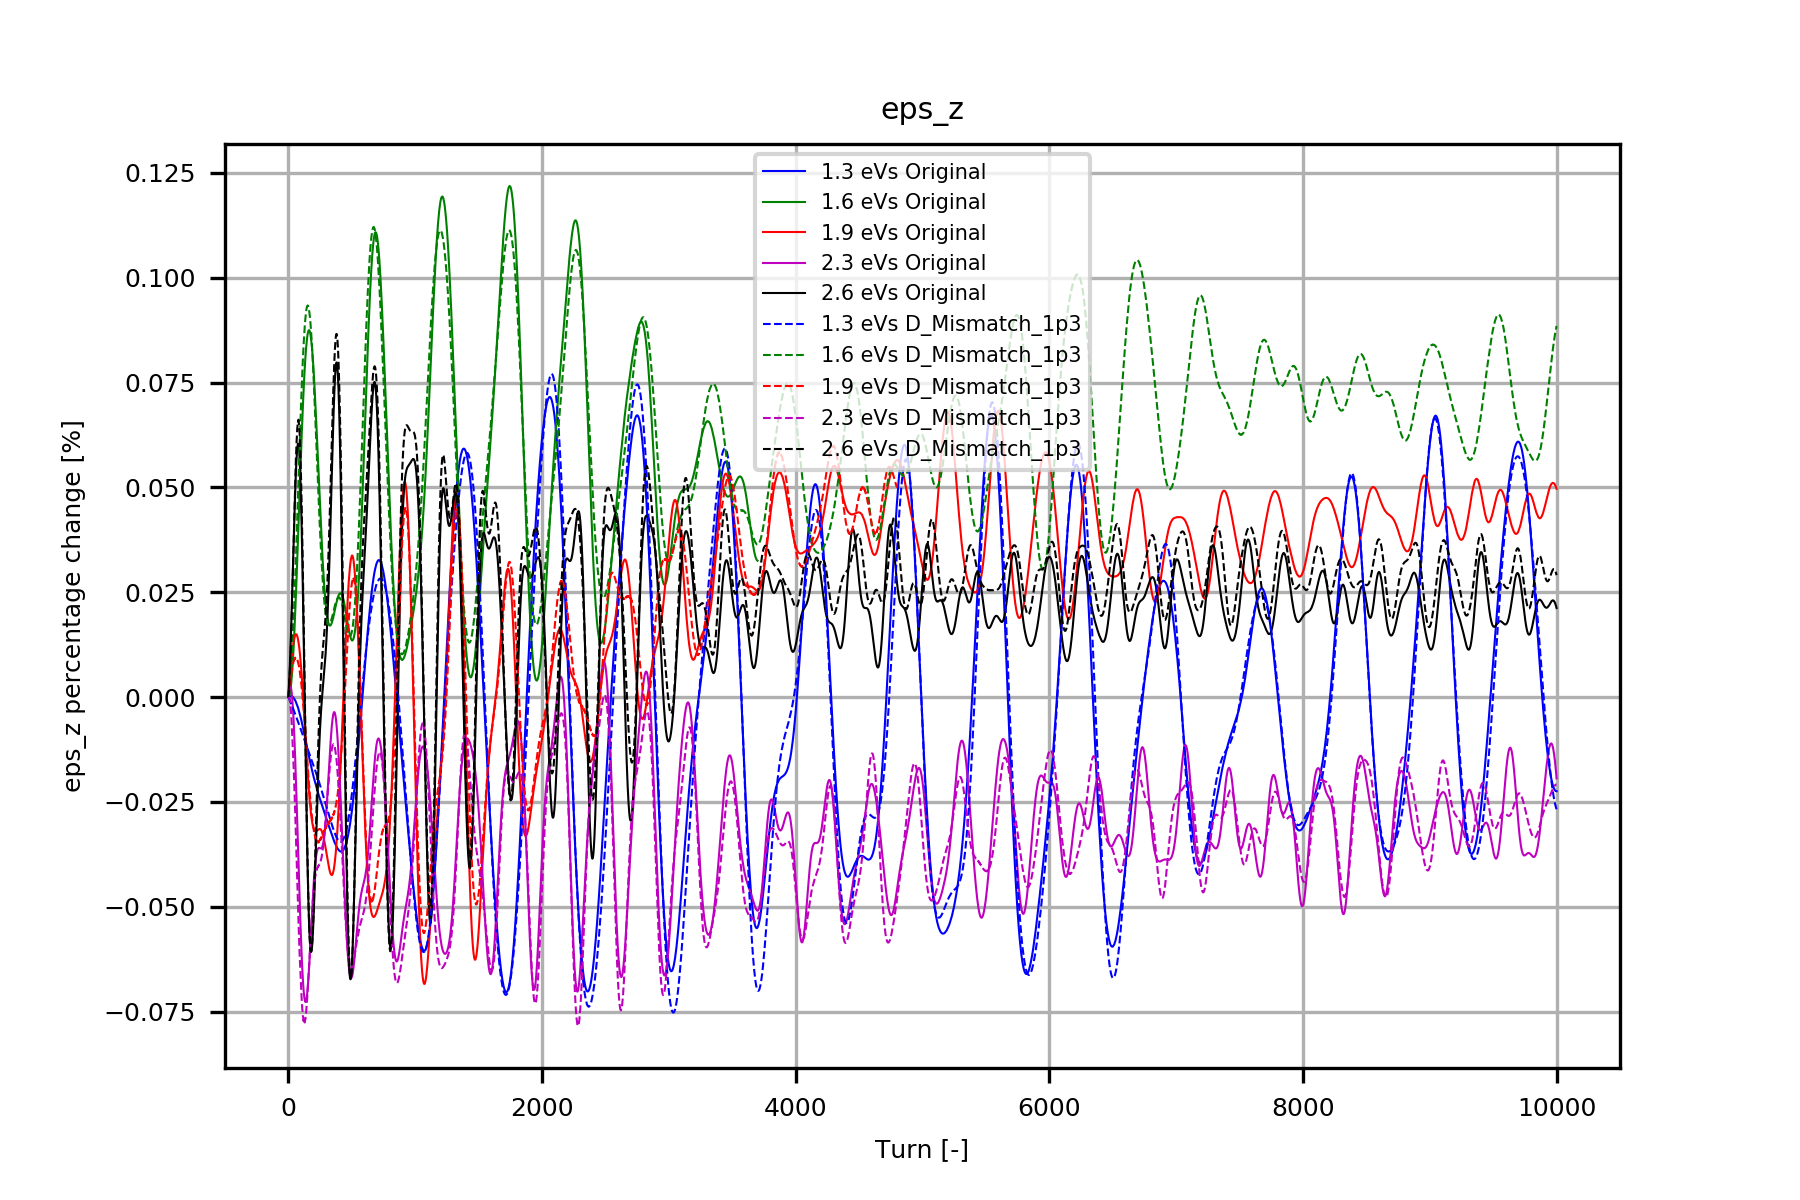 eps_z
0.125
0.100
0.075
0.050
0.025
0.000
−0.025
−0.050
−0.075
eps_z percentage change [%]
1.3 eVs Original
1.6 eVs Original
1.9 eVs Original
2.3 eVs Original
2.6 eVs Original
1.3 eVs D_Mismatch_1p3
1.6 eVs D_Mismatch_1p3
1.9 eVs D_Mismatch_1p3
2.3 eVs D_Mismatch_1p3
2.6 eVs D_Mismatch_1p3
0 2000 4000 6000 8000 10000
Turn [-]